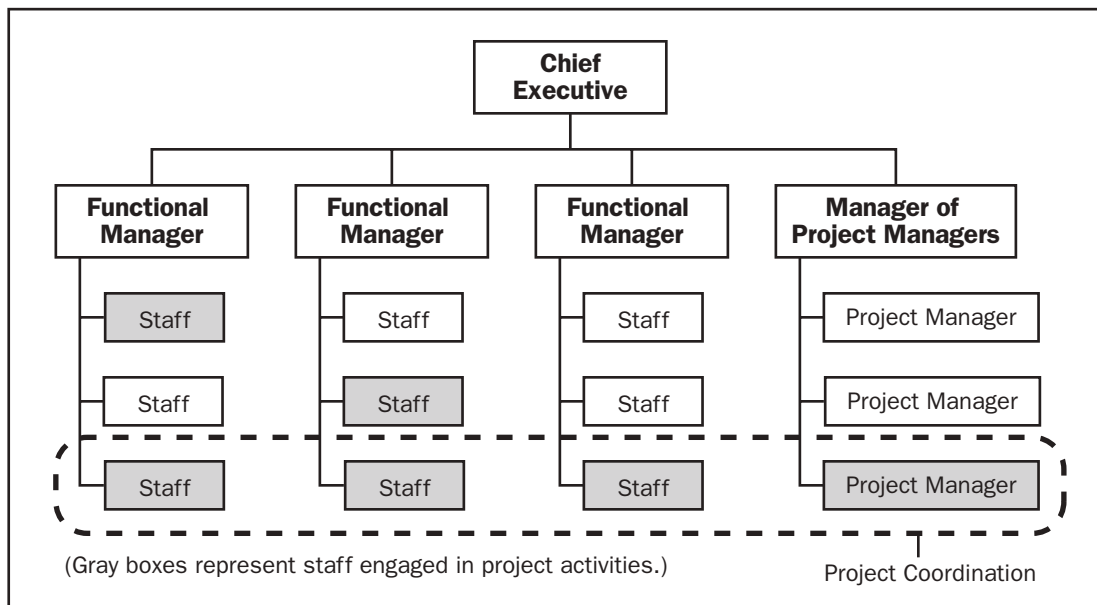 Chief
Executive
Functional
Manager
Functional
Manager
Functional
Manager
Manager of
Project Managers
Staff
Staff
Staff
Project Manager
Staff
Staff
Staff
Project Manager
Staff
Staff
Staff
Project Manager
(Gray boxes represent staff engaged in project activities.)
Project Coordination